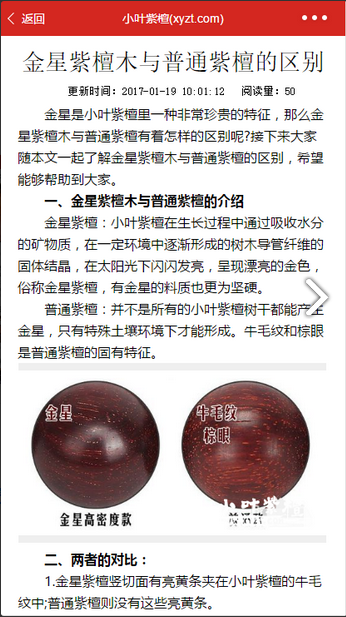 返回
小叶紫檀(xyzt.com)
金星紫檀木与普通紫檀的区别
更新时间：2017-01-19 10:01:12 阅读量：50
金星是小叶紫檀里一种非常珍贵的特征，那么金
星紫檀木与普通紫檀有着怎样的区别呢?接下来大家
随本文一起了解金星紫檀木与普通紫檀的区别，希望
能够帮助到大家。
一、金星紫檀木与普通紫檀的介绍
金星紫檀：小叶紫檀在生长过程中通过吸收水分
的矿物质，在一定环境中逐渐形成的树木导管纤维的
固体结晶，在太阳光下闪闪发亮，呈现漂亮的金色，
俗称金星紫檀，有金星的料质也更为坚硬。
普通紫檀：并不是所有的小叶紫檀树干都能产生
金星，只有特殊土壤环境下才能形成。牛毛纹和棕眼
是普通紫檀的固有特征。
金星
牛毛纹
棕眼
金星高密度款
二、两者的对比：
1.金星紫檀竖切面有亮黄条夹在小叶紫檀的牛毛
纹中;普通紫檀则没有这些亮黄条。